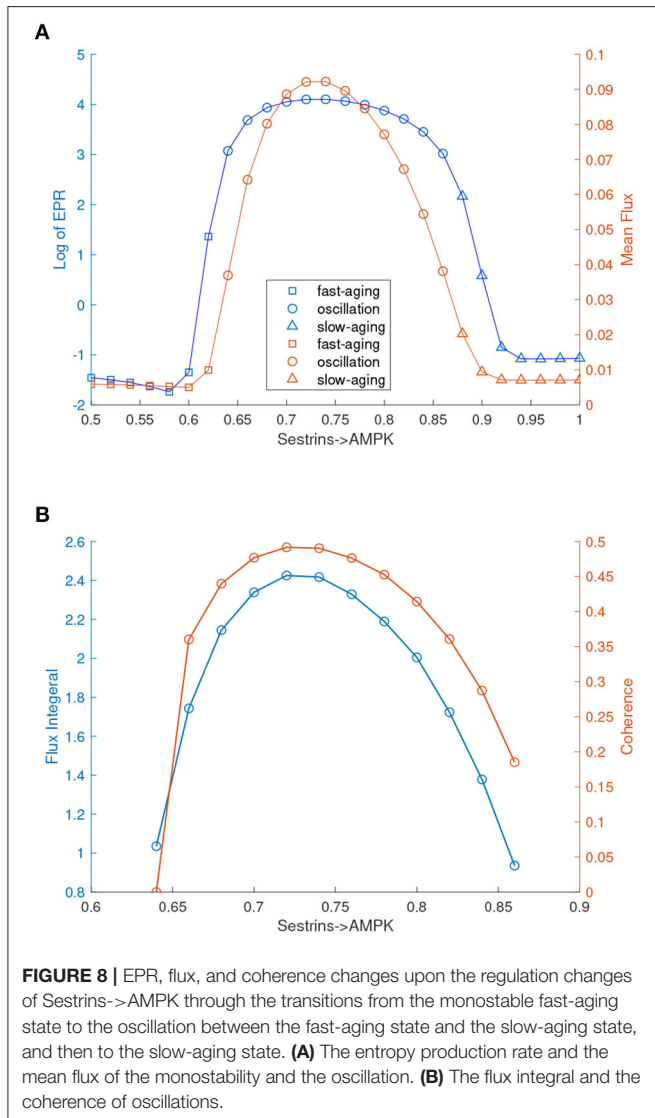 A
5
4
3
2
1
0
-1
-2
Log of EPR
0.1
0.09
0.08
0.07
0.06
0.05
0.04
0.03
0.02
0.01
0
Mean Flux
fast-aging
oscillation
slow-aging
fast-aging
oscillation
slow-aging
0.5 0.55 0.6 0.65 0.7 0.75 0.8 0.85 0.9 0.95 1
Sestrins->AMPK
B
2.6
2.4
2.2
2
1.8
1.6
1.4
1.2
1
0.8
Flux Integeral
0.5
0.45
0.4
0.35
0.3
0.25
0.2
0.15
0.1
0.05
0
Coherence
0.6 0.65 0.7 0.75 0.8 0.85 0.9
Sestrins->AMPK
FIGURE 8 | EPR, flux, and coherence changes upon the regulation changes
of Sestrins->AMPK through the transitions from the monostable fast-aging
state to the oscillation between the fast-aging state and the slow-aging state,
and then to the slow-aging state. (A) The entropy production rate and the
mean flux of the monostability and the oscillation. (B) The flux integral and the
coherence of oscillations.